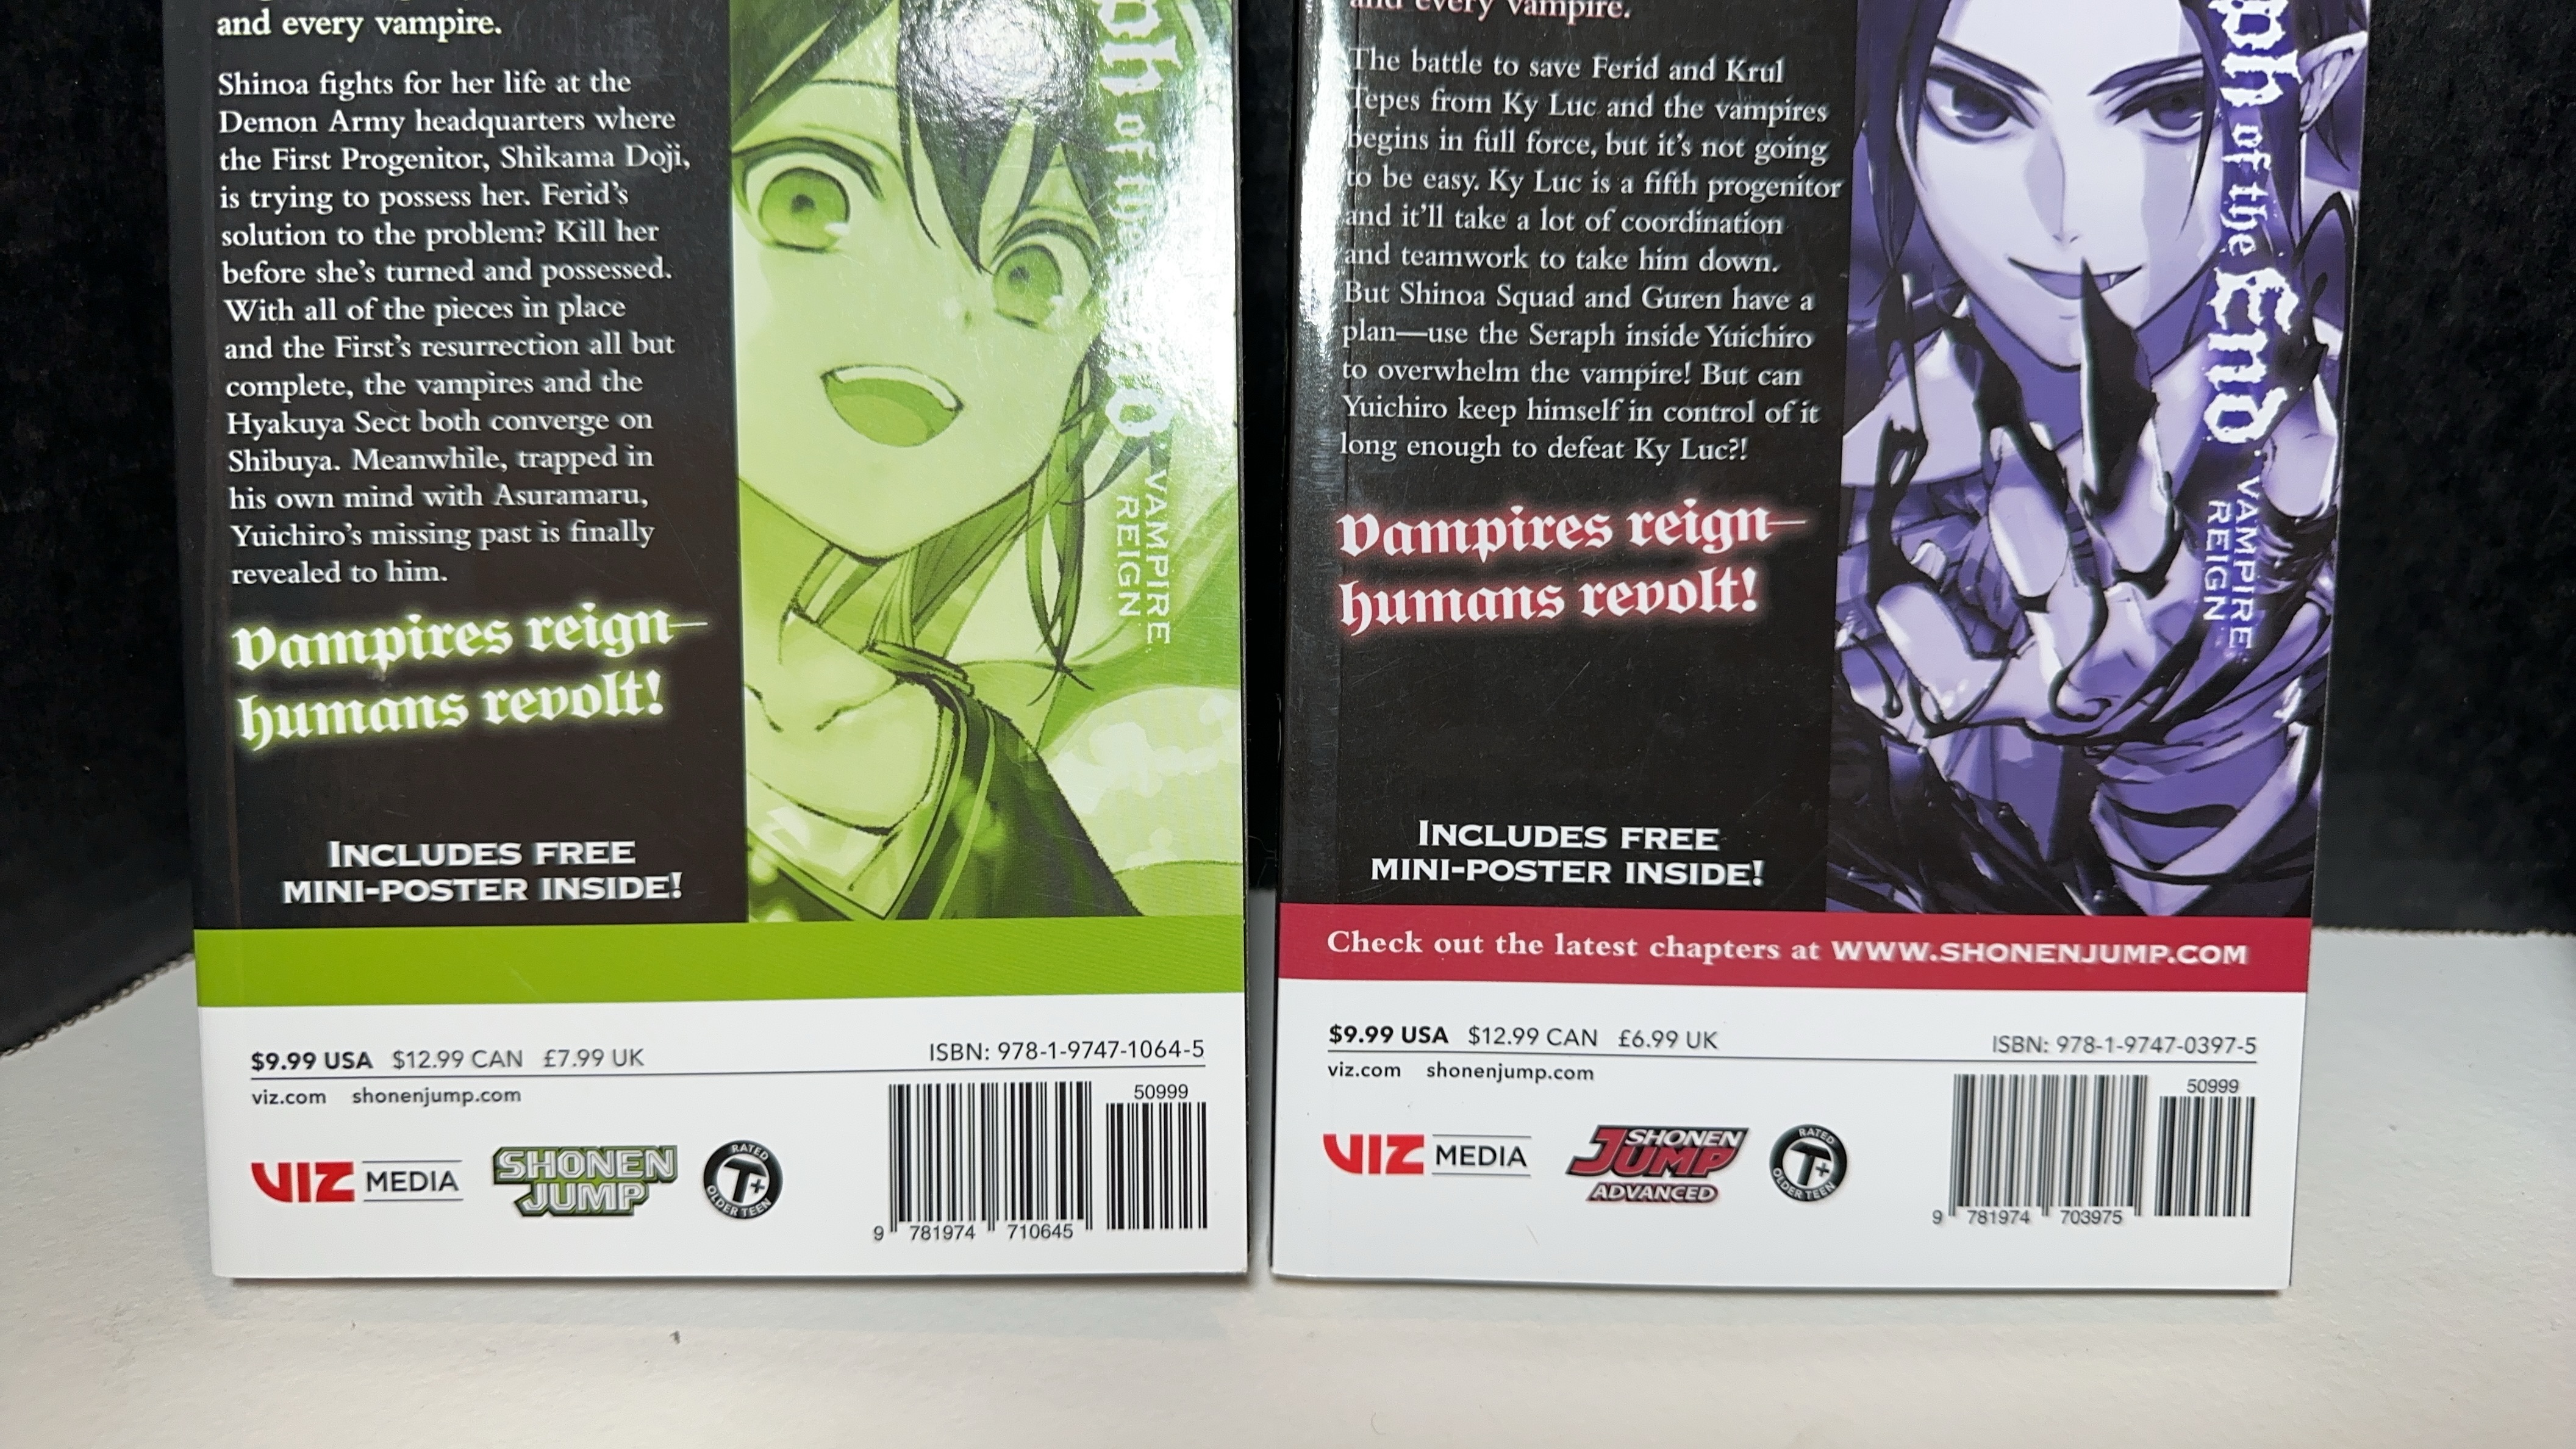 and every vampire.
Shinoa fights for her life at the
Demon Army headquarters where
the First Progenitor, Shikama Doji,
is trying to possess her. Ferid's
solution to the problem? Kill her
before she's turned and possessed.
With all of the pieces in place
and the First's resurrection all but
complete, the vampires and the
Hyakuya Sect both converge on
Shibuya. Meanwhile, trapped in
his own mind with Asuramaru,
Yuichiro's missing past is finally
revealed to him.
Vampires reign—
humans revolt!
INCLUDES FREE
MINI-POSTER INSIDE!
of the End
VAMPIRE
REIGN
$9.99 USA $12.99 CAN £7.99 UK
ISBN: 978-1-9747-1064-5
viz.com shonenjump.com
50999
VIZ MEDIA
SHONEN
JUMP
RATED
T+
OLDER TEEN
9 781974 710645
and every vampire.
The battle to save Ferid and Krul
Tepes from Ky Luc and the vampires
begins in full force, but it's not going
to be easy. Ky Luc is a fifth progenitor
and it'll take a lot of coordination
and teamwork to take him down.
But Shinoa Squad and Guren have a
plan—use the Seraph inside Yuichiro
to overwhelm the vampire! But can
Yuichiro keep himself in control of it
long enough to defeat Ky Luc?!
Vampires reign—
humans revolt!
INCLUDES FREE
MINI-POSTER INSIDE!
ph of the End
VAMPIRE
REIGN
Check out the latest chapters at WWW.SHONENJUMP.COM
$9.99 USA $12.99 CAN £6.99 UK
ISBN: 978-1-9747-0397-5
viz.com shonenjump.com
50999
VIZ MEDIA
SHONEN
JUMP
ADVANCED
RATED
T+
OLDER TEEN
9 781974 703975